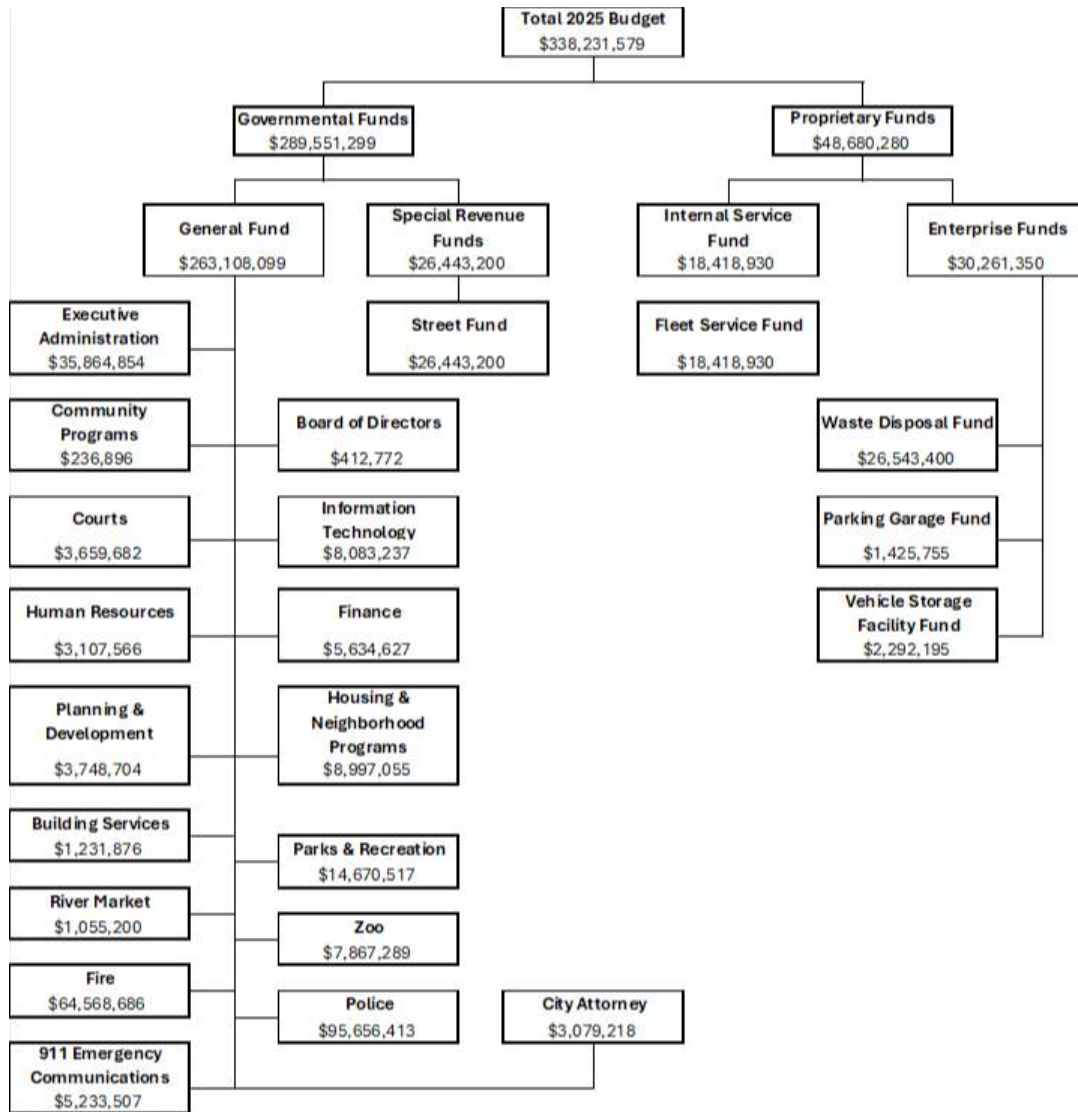 Total 2025 Budget
$338,231,579
Governmental Funds
$289,551,299
Proprietary Funds
$48,680,280
General Fund
$263,108,099
Special Revenue
Funds
$26,443,200
Internal Service
Fund
$18,418,930
Enterprise Funds
$30,261,350
Executive
Administration
$35,864,854
Street Fund
$26,443,200
Fleet Service Fund
$18,418,930
Community
Programs
$236,896
Board of Directors
$412,772
Waste Disposal Fund
$26,543,400
Courts
$3,659,682
Information
Technology
$8,083,237
Parking Garage Fund
$1,425,755
Human Resources
$3,107,566
Finance
$5,634,627
Vehicle Storage
Facility Fund
$2,292,195
Planning &
Development
$3,748,704
Housing &
Neighborhood
Programs
$8,997,055
Building Services
$1,231,876
Parks & Recreation
$14,670,517
River Market
$1,055,200
Zoo
$7,867,289
Fire
$64,568,686
Police
$95,656,413
City Attorney
$3,079,218
911 Emergency
Communications
$5,233,507